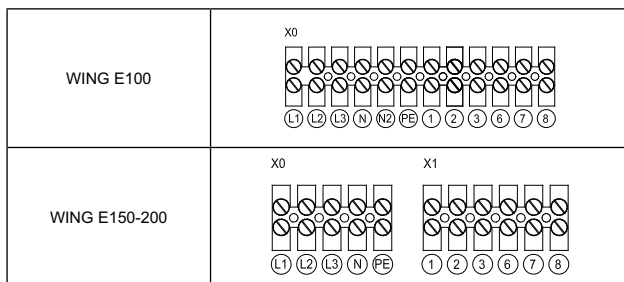 WING E100
X0
L1 L2 L3 N N2 PE 1 2 3 6 7 8
WING E150-200
X0 X1
L1 L2 L3 N PE 1 2 3 6 7 8